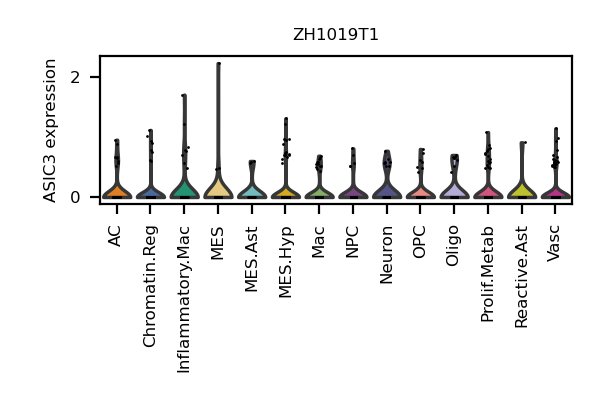 ZH1019T1
ASIC3 expression
2
0
AC
Chromatin.Reg
Inflammatory.Mac
MES
MES.Ast
MES.Hyp
Mac
NPC
Neuron
OPC
Oligo
Prolif.Metab
Reactive.Ast
Vasc